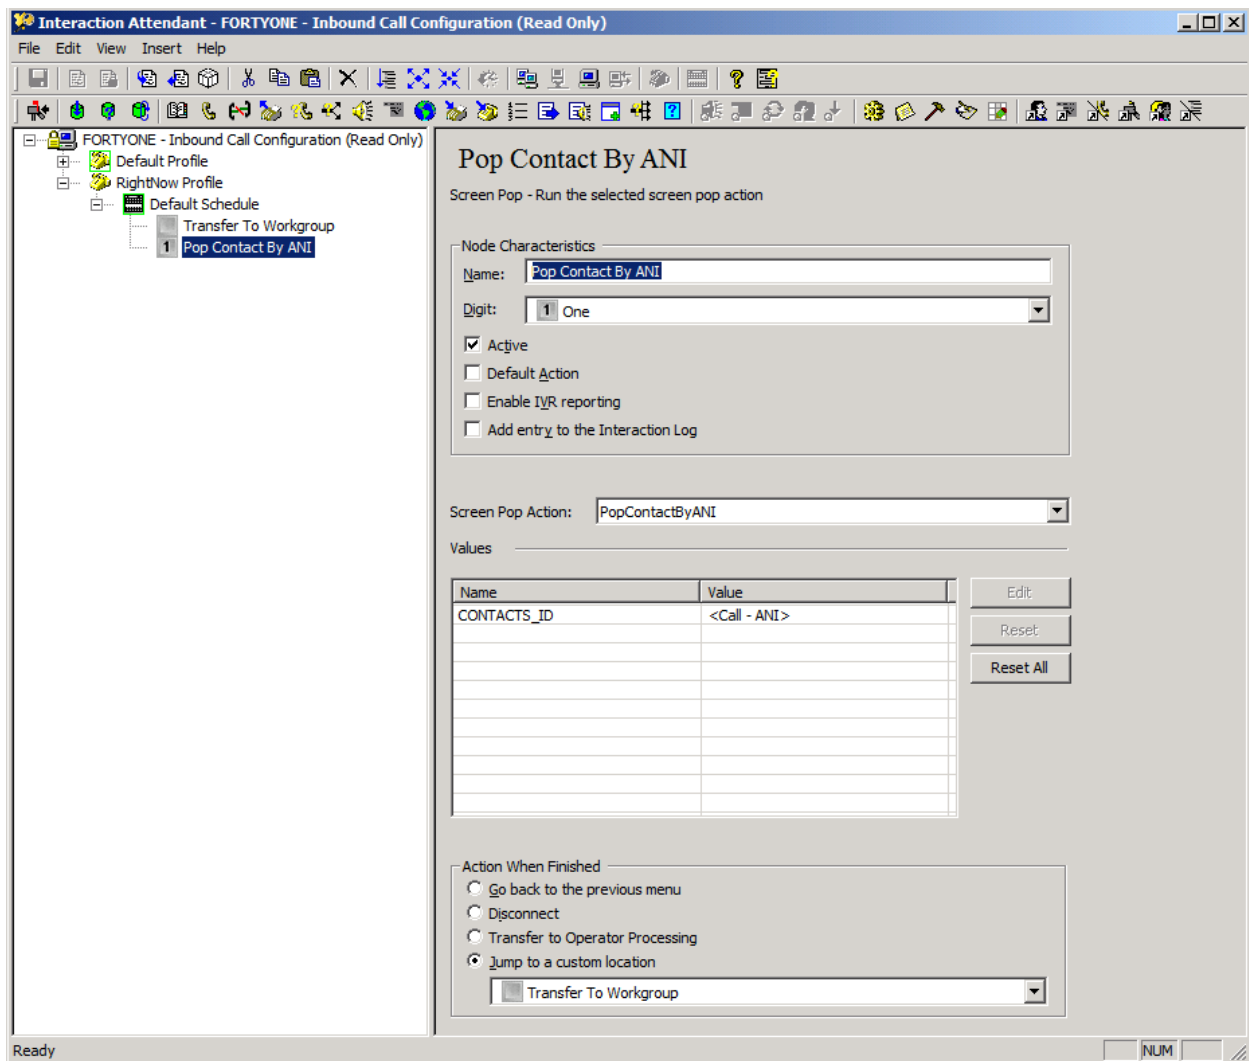 Interaction Attendant - FORTYONE - Inbound Call Configuration (Read Only)
File Edit View Insert Help
FORTYONE - Inbound Call Configuration (Read Only)
Default Profile
RightNow Profile
Default Schedule
Transfer To Workgroup
1 Pop Contact By ANI
Pop Contact By ANI
Screen Pop - Run the selected screen pop action
Node Characteristics
Name: Pop Contact By ANI
Digit: 1 One
Active
Default Action
Enable IVR reporting
Add entry to the Interaction Log
Screen Pop Action: PopContactByANI
Values
Name Value
CONTACTS_ID <Call - ANI>
Edit
Reset
Reset All
Action When Finished
Go back to the previous menu
Disconnect
Transfer to Operator Processing
Jump to a custom location
Transfer To Workgroup
Ready NUM